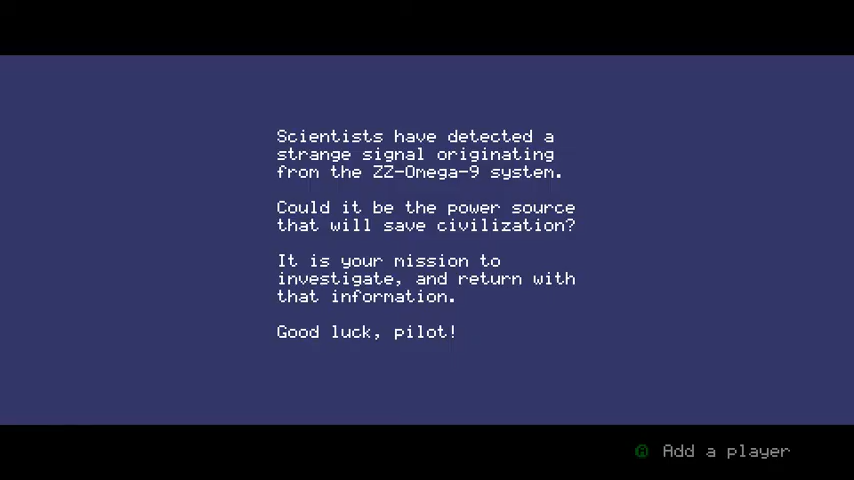 Scientists have detected a
strange signal originating
from the ZZ-Omega-9 system.
Could it be the power source
that will save civilization?
It is your mission to
investigate, and return with
that information.
Good luck, pilot!
A Add a player